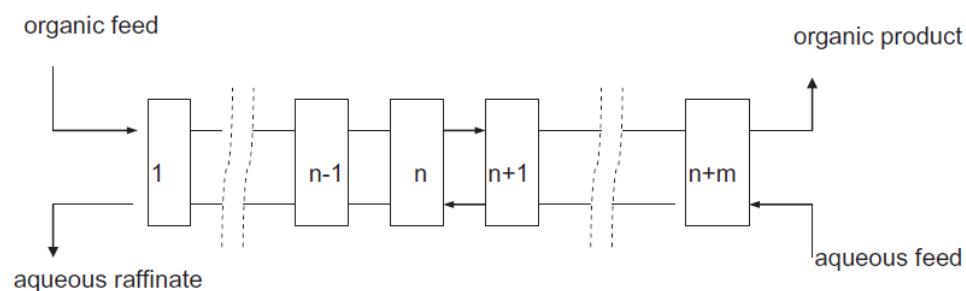 organic feed
organic product
1
n-1
n
n+1
n+m
aqueous feed
aqueous raffinate